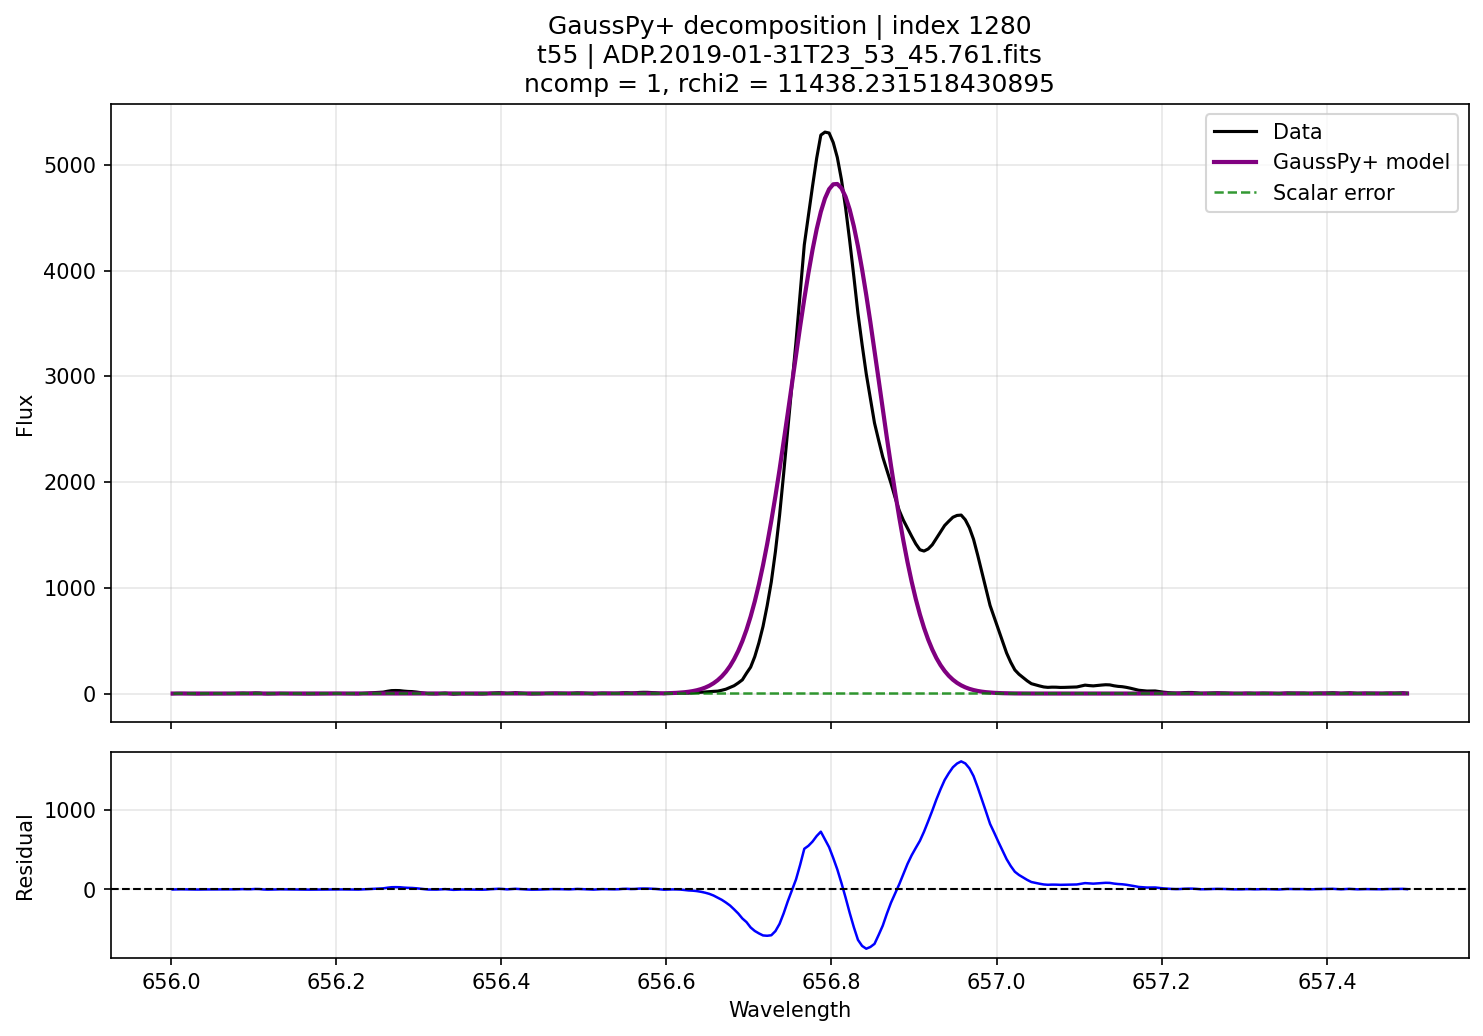 GaussPy+ decomposition | index 1280
t55 | ADP.2019-01-31T23_53_45.761.fits
ncomp = 1, rchi2 = 11438.231518430895
Data
GaussPy+ model
Scalar error
Flux
5000
4000
3000
2000
1000
0
Residual
1000
0
656.0 656.2 656.4 656.6 656.8 657.0 657.2 657.4
Wavelength